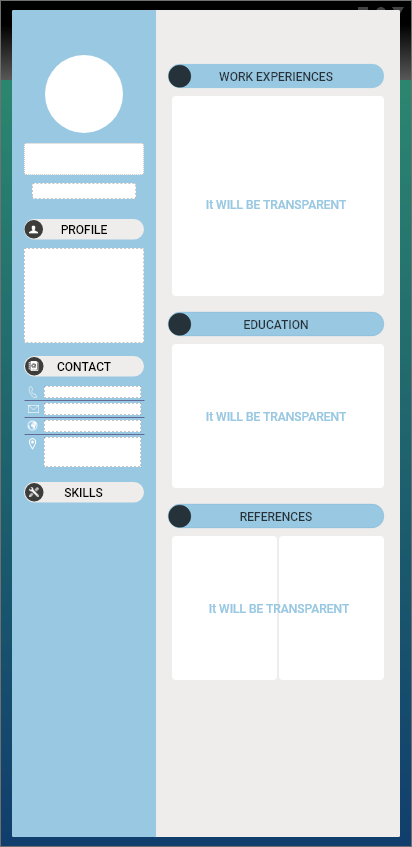 PROFILE
CONTACT
SKILLS
WORK EXPERIENCES
It WILL BE TRANSPARENT
EDUCATION
It WILL BE TRANSPARENT
REFERENCES
It WILL BE TRANSPARENT